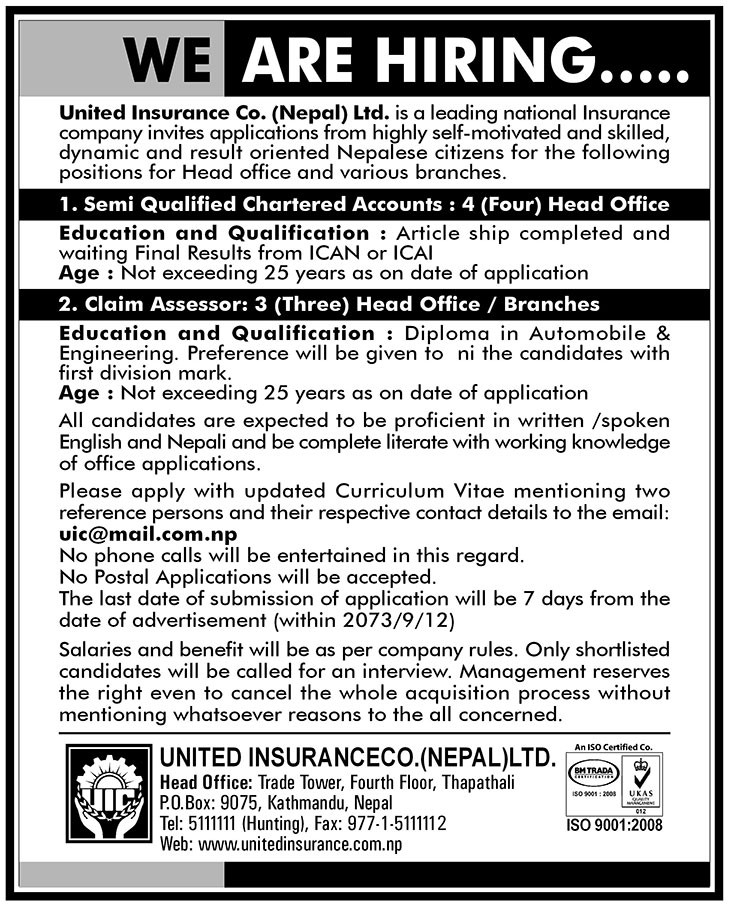 WE ARE HIRING.....
United Insurance Co. (Nepal) Ltd. is a leading national Insurance
company invites applications from highly self-motivated and skilled,
dynamic and result oriented Nepalese citizens for the following
positions for Head office and various branches.
1. Semi Qualified Chartered Accounts : 4 (Four) Head Office
Education and Qualification : Article ship completed and
waiting Final Results from ICAN or ICAI
Age : Not exceeding 25 years as on date of application
2. Claim Assessor: 3 (Three) Head Office / Branches
Education and Qualification : Diploma in Automobile &
Engineering. Preference will be given to ni the candidates with
first division mark.
Age : Not exceeding 25 years as on date of application
All candidates are expected to be proficient in written /spoken
English and Nepali and be complete literate with working knowledge
of office applications.
Please apply with updated Curriculum Vitae mentioning two
reference persons and their respective contact details to the email:
uic@mail.com.np
No phone calls will be entertained in this regard.
No Postal Applications will be accepted.
The last date of submission of application will be 7 days from the
date of advertisement (within 2073/9/12)
Salaries and benefit will be as per company rules. Only shortlisted
candidates will be called for an interview. Management reserves
the right even to cancel the whole acquisition process without
mentioning whatsoever reasons to the all concerned.
UIC
UNITED INSURANCECO.(NEPAL)LTD.
Head Office: Trade Tower, Fourth Floor, Thapathali
P.O.Box: 9075, Kathmandu, Nepal
Tel: 5111111 (Hunting), Fax: 977-1-5111112
Web: www.unitedinsurance.com.np
An ISO Certified Co.
BM TRADA
CERTIFICATION
ISO 9001 : 2008
UKAS
QUALITY
MANAGEMENT
012
ISO 9001:2008